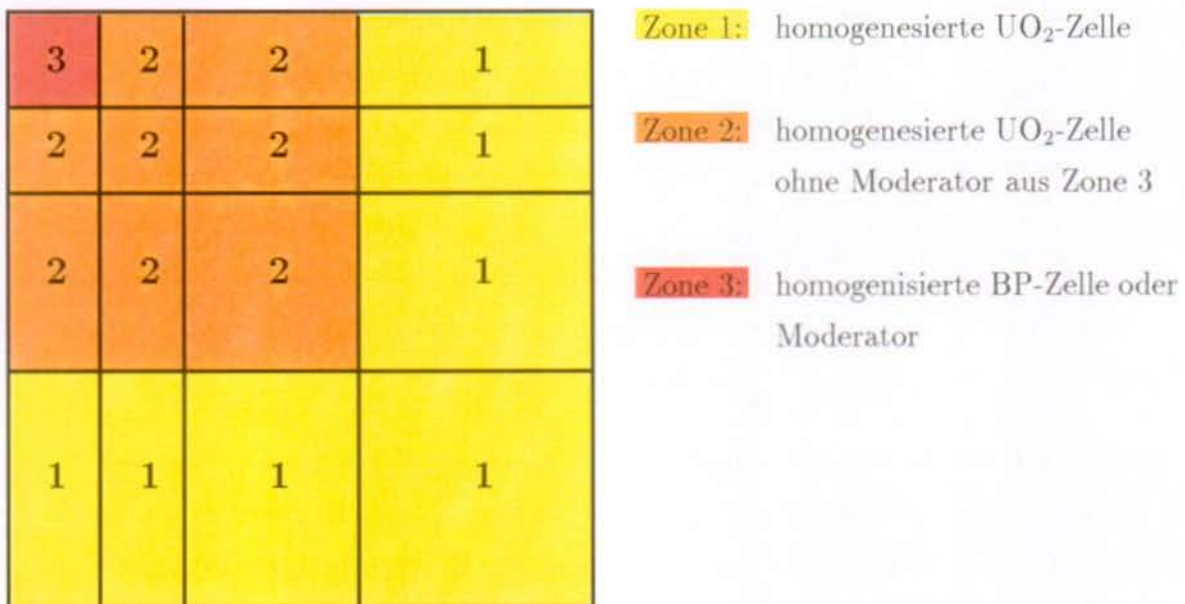 3 2 2 1
2 2 2 1
2 2 2 1
1 1 1 1
Zone 1: homogenesierte UO₂-Zelle
Zone 2: homogenesierte UO₂-Zelle
ohne Moderator aus Zone 3
Zone 3: homogenisierte BP-Zelle oder
Moderator